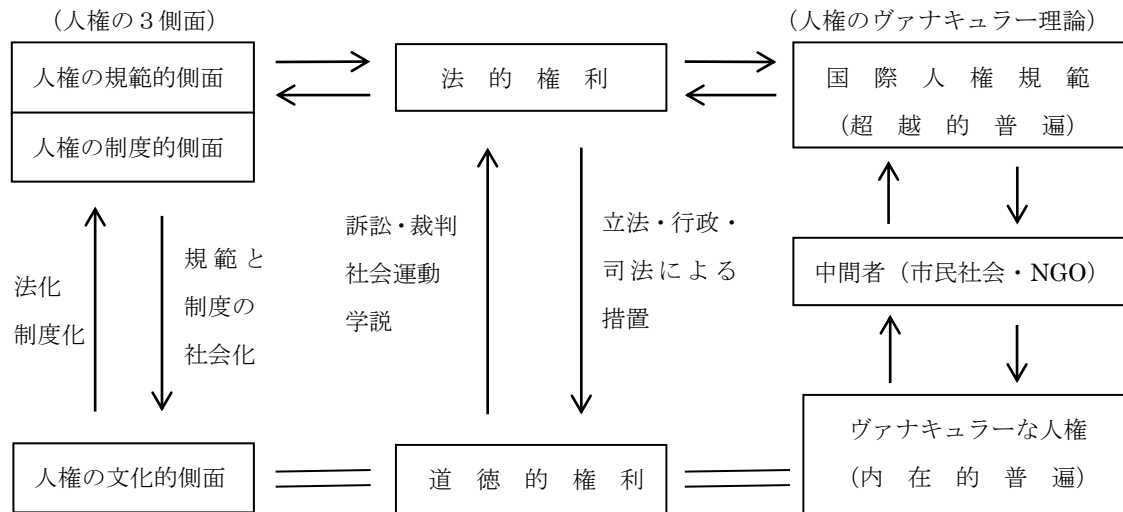 （人権の３側面）
（人権のヴァナキュラー理論）
人権の規範的側面
人権の制度的側面
法的権利
国際人権規範
（超越的普遍）
法化
制度化
規範と
制度の
社会化
訴訟・裁判
社会運動
学説
立法・行政・
司法による
措置
中間者（市民社会・NGO）
人権の文化的側面
道徳的権利
ヴァナキュラーな人権
（内在的普遍）